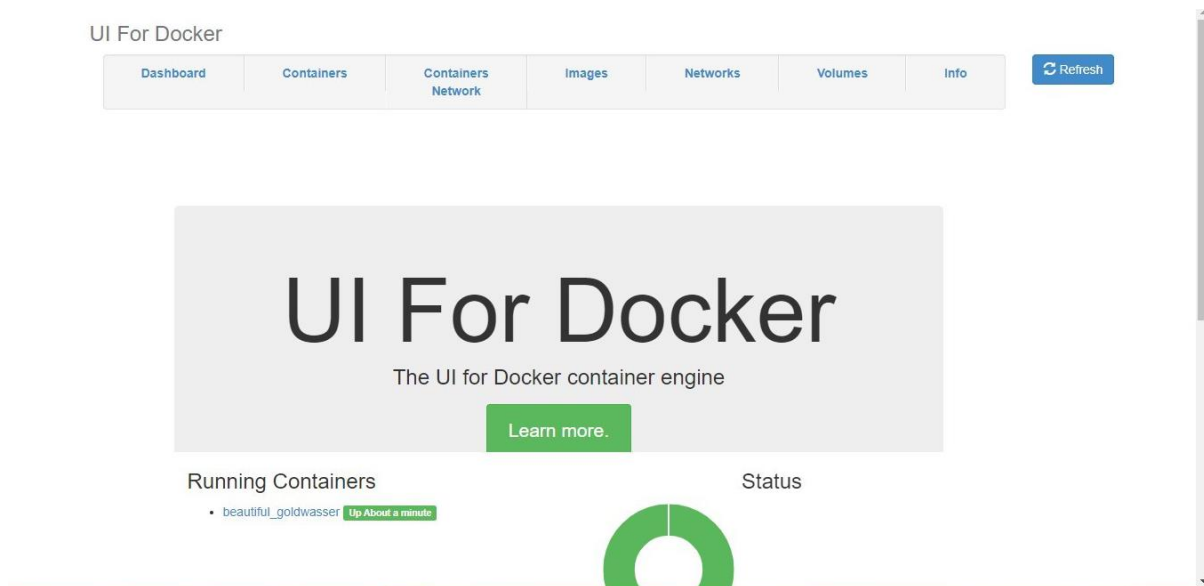 UI For Docker
Dashboard
Containers
Containers
Network
Images
Networks
Volumes
Info
Refresh
UI For Docker
The UI for Docker container engine
Learn more.
Running Containers
beautiful_goldwasser Up About a minute
Status